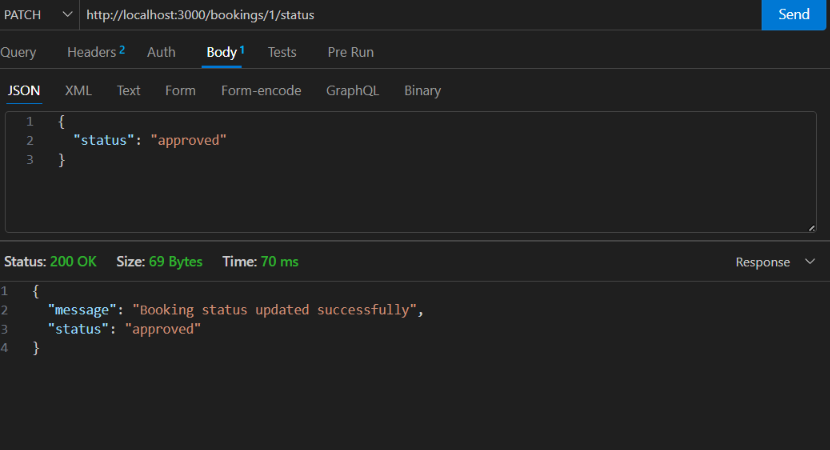 PATCH http://localhost:3000/bookings/1/status Send
Query Headers 2 Auth Body 1 Tests Pre Run
JSON XML Text Form Form-encode GraphQL Binary
1 {
2 "status": "approved"
3 }
Status: 200 OK Size: 69 Bytes Time: 70 ms Response
1 {
2 "message": "Booking status updated successfully",
3 "status": "approved"
4 }